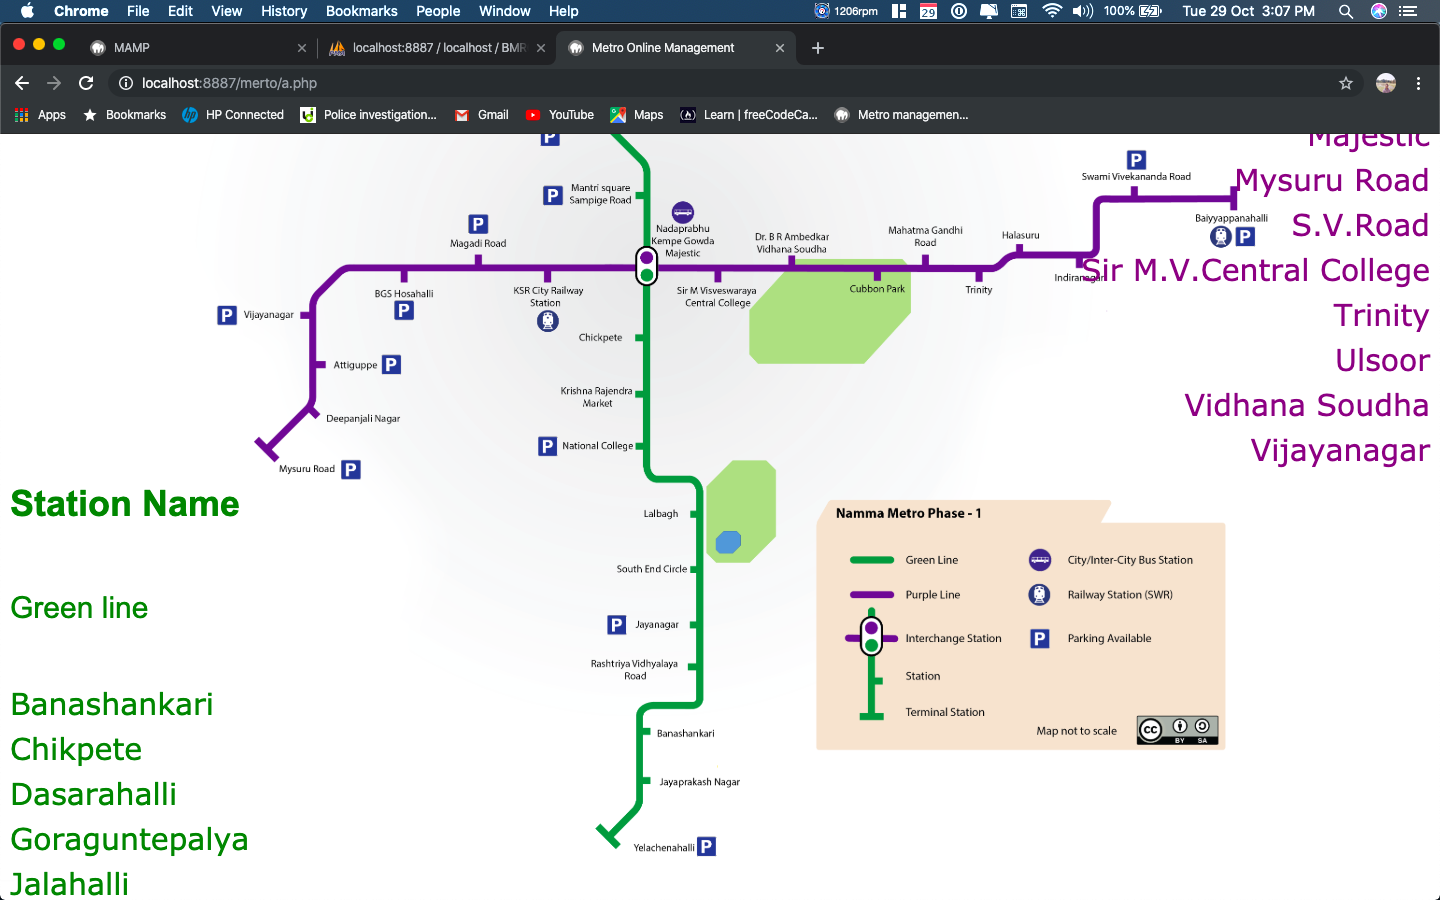 Chrome File Edit View History Bookmarks People Window Help 1206rpm 29 100% Tue 29 Oct 3:07 PM
MAMP localhost:8887 / localhost / BMR Metro Online Management
localhost:8887/merto/a.php
Apps Bookmarks HP Connected Police investigation... Gmail YouTube Maps Learn | freeCodeCa... Metro managemen...
P
Majestic
P
Swami Vivekananda Road
Mysuru Road
P
Mantri square
Sampige Road
Baiyyappanahalli
P
S.V.Road
P
Magadi Road
Nadaprabhu
Kempe Gowda
Majestic
Dr. B R Ambedkar
Vidhana Soudha
Mahatma Gandhi
Road
Halasuru
Indiranagar
Sir M.V.Central College
BGS Hosahalli
P
KSR City Railway
Station
Sir M Visveswaraya
Central College
Cubbon Park
Trinity
Trinity
P
Vijayanagar
Chickpete
Ulsoor
Attiguppe
P
Krishna Rajendra
Market
Vidhana Soudha
Deepanjali Nagar
P
National College
Vijayanagar
Mysuru Road
P
Station Name
Lalbagh
Namma Metro Phase - 1
Green Line
City/Inter-City Bus Station
South End Circle
Purple Line
Railway Station (SWR)
Green line
P
Jayanagar
Interchange Station
P
Parking Available
Rashtriya Vidhyalaya
Road
Station
Terminal Station
Map not to scale
cc BY SA
Banashankari
Banashankari
Chikpete
Jayaprakash Nagar
Dasarahalli
Goraguntepalya
Yelachenahalli
P
Jalahalli